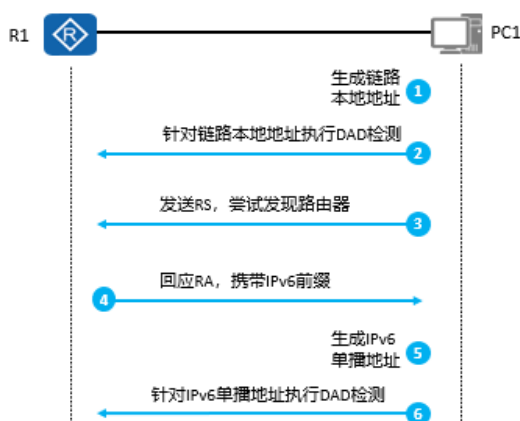 R1
R
PC1
生成链路
本地地址
1
针对链路本地地址执行DAD检测
2
发送RS，尝试发现路由器
3
回应RA，携带IPv6前缀
4
生成IPv6
单播地址
5
针对IPv6单播地址执行DAD检测
6